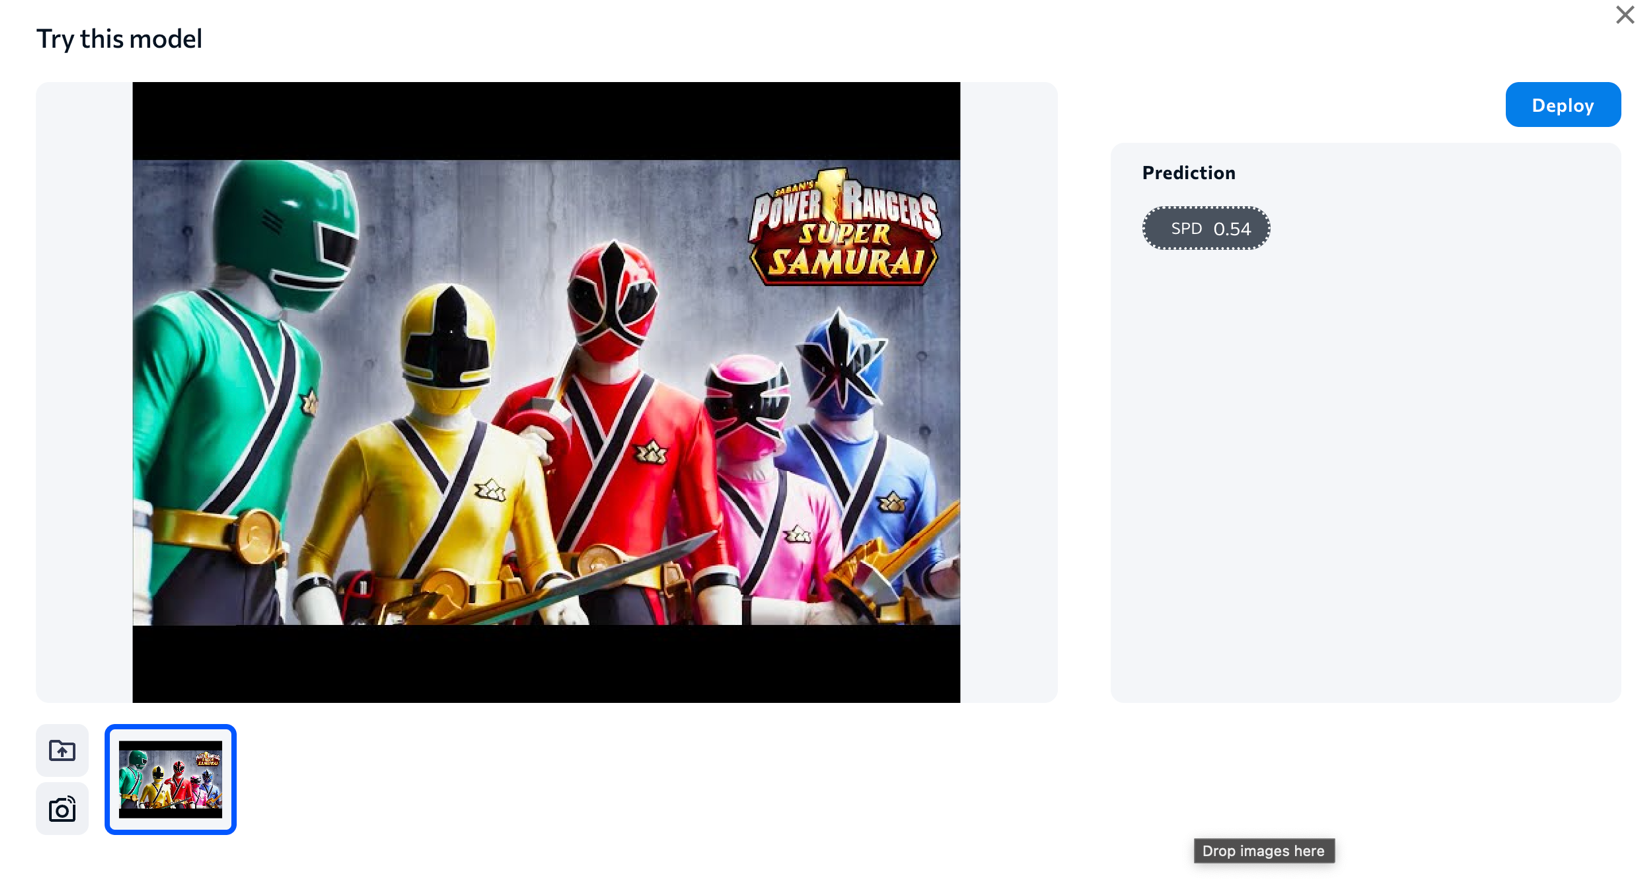 Try this model
Deploy
SABAN'S
POWER RANGERS
SUPER
SAMURAI
Prediction
SPD 0.54
Drop images here